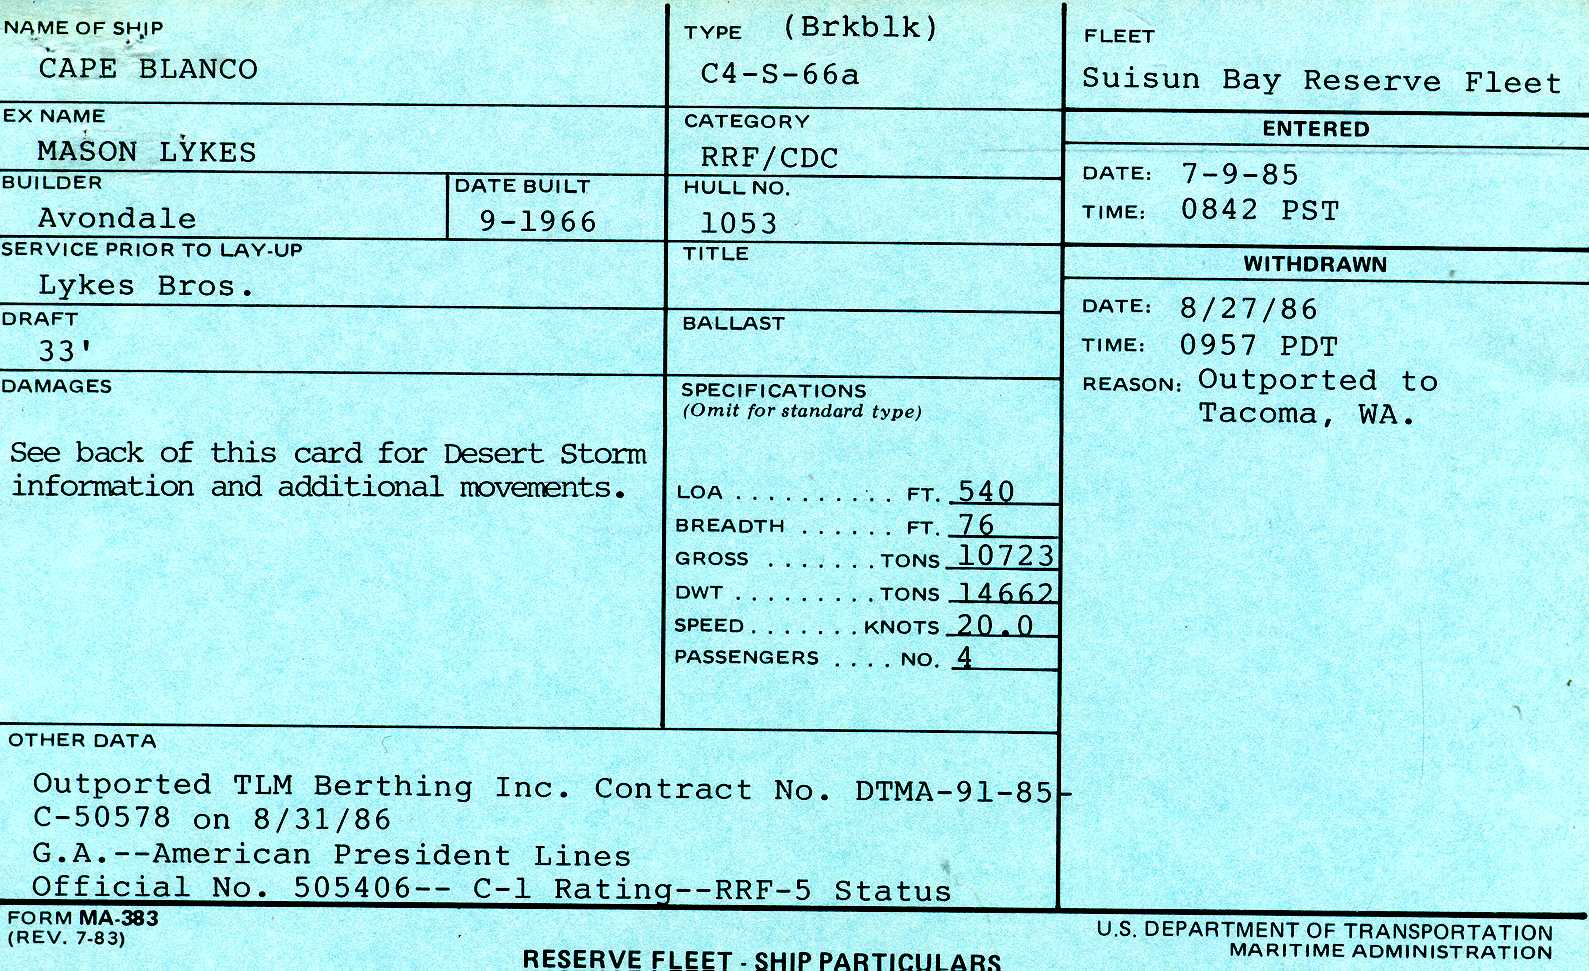 NAME OF SHIP
CAPE BLANCO
EX NAME
MASON LYKES
BUILDER
Avondale
DATE BUILT
9-1966
SERVICE PRIOR TO LAY-UP
Lykes Bros.
DRAFT
33'
DAMAGES
See back of this card for Desert Storm
information and additional movements.
TYPE (Brkblk)
C4-S-66a
CATEGORY
RRF/CDC
HULL NO.
1053
TITLE
BALLAST
SPECIFICATIONS
(Omit for standard type)
LOA . . . . . . . . . . FT. 540
BREADTH . . . . . . FT. 76
GROSS . . . . . . . TONS 10723
DWT . . . . . . . . . TONS 14662
SPEED . . . . . . . KNOTS 20.0
PASSENGERS . . . . NO. 4
FLEET
Suisun Bay Reserve Fleet
ENTERED
DATE: 7-9-85
TIME: 0842 PST
WITHDRAWN
DATE: 8/27/86
TIME: 0957 PDT
REASON: Outported to
Tacoma, WA.
OTHER DATA
Outported TLM Berthing Inc. Contract No. DTMA-91-85-
C-50578 on 8/31/86
G.A.--American President Lines
Official No. 505406-- C-1 Rating--RRF-5 Status
FORM MA-383
(REV. 7-83)
RESERVE FLEET - SHIP PARTICULARS
U.S. DEPARTMENT OF TRANSPORTATION
MARITIME ADMINISTRATION